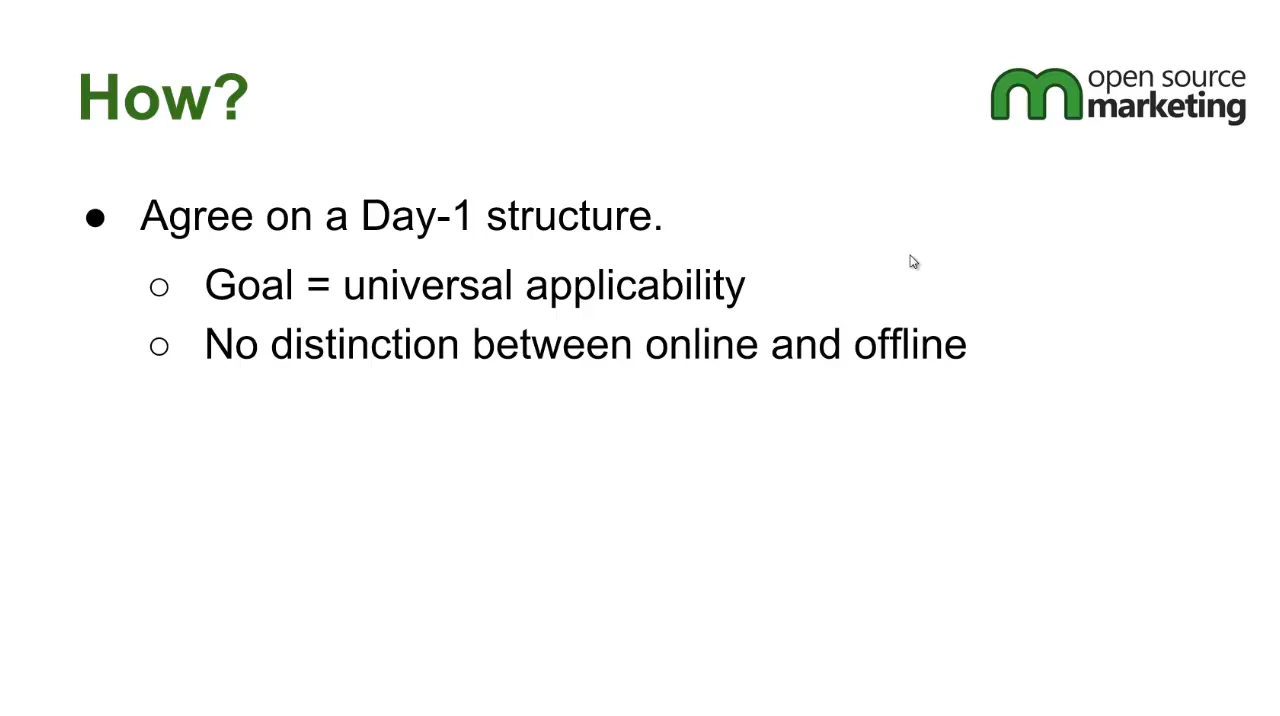 How?
open source
marketing
● Agree on a Day-1 structure.
○ Goal = universal applicability
○ No distinction between online and offline